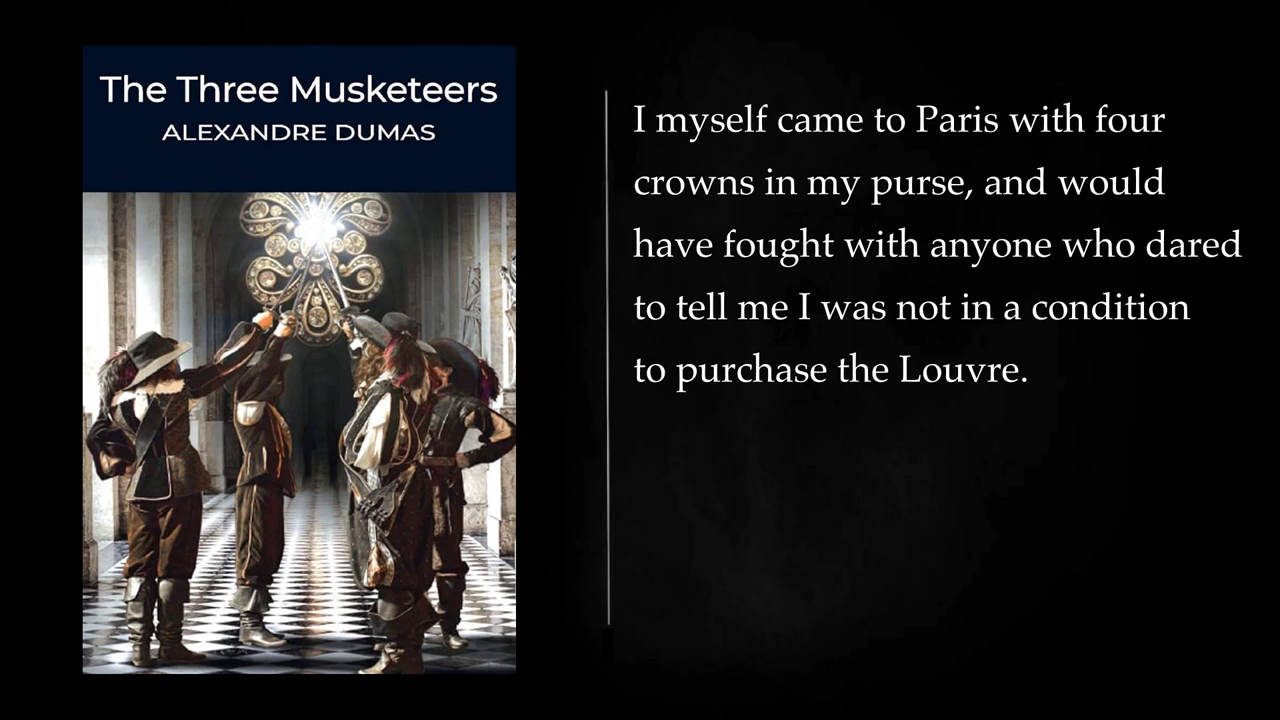 The Three Musketeers
ALEXANDRE DUMAS
I myself came to Paris with four
crowns in my purse, and would
have fought with anyone who dared
to tell me I was not in a condition
to purchase the Louvre.